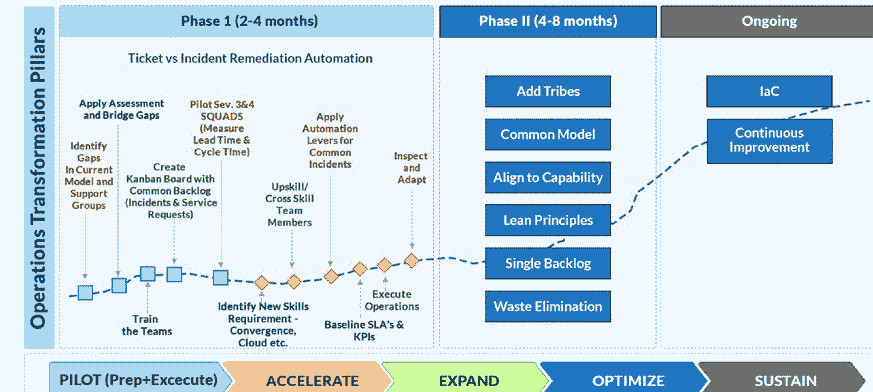 Operations Transformation Pillars
Phase 1 (2-4 months)
Phase II (4-8 months)
Ongoing
Ticket vs Incident Remediation Automation
Identify
Gaps
In Current
Model and
Support
Groups
Apply Assessment
and Bridge Gaps
Train
the Teams
Create
Kanban Board with
Common Backlog
(Incidents & Service
Requests)
Pilot Sev. 3&4
SQUADS
(Measure
Lead Time &
Cycle Time)
Identify New Skills
Requirement -
Convergence,
Cloud etc.
Upskill/
Cross Skill
Team
Members
Apply
Automation
Levers for
Common
Incidents
Baseline SLA's &
KPIs
Execute
Operations
Inspect
and
Adapt
Add Tribes
Common Model
Align to Capability
Lean Principles
Single Backlog
Waste Elimination
IaC
Continuous
Improvement
PILOT (Prep+Excecute)
ACCELERATE
EXPAND
OPTIMIZE
SUSTAIN